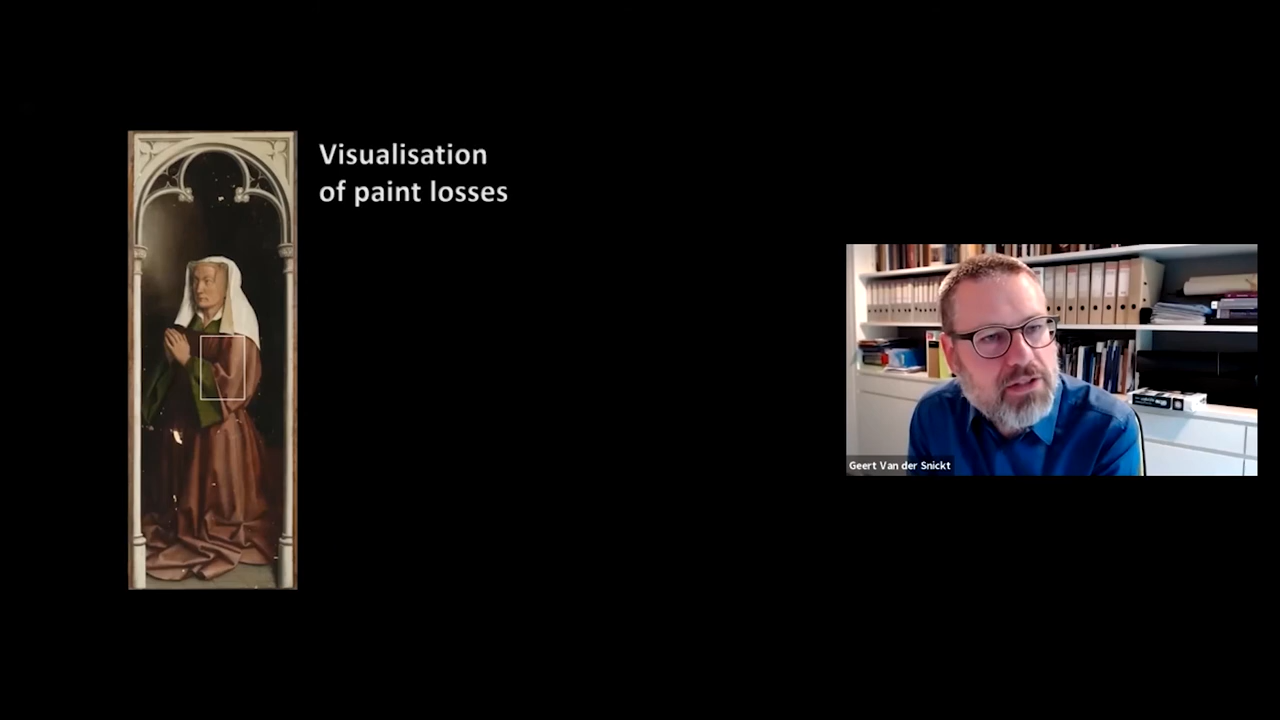 Visualisation
of paint losses
Geert Van der Snickt